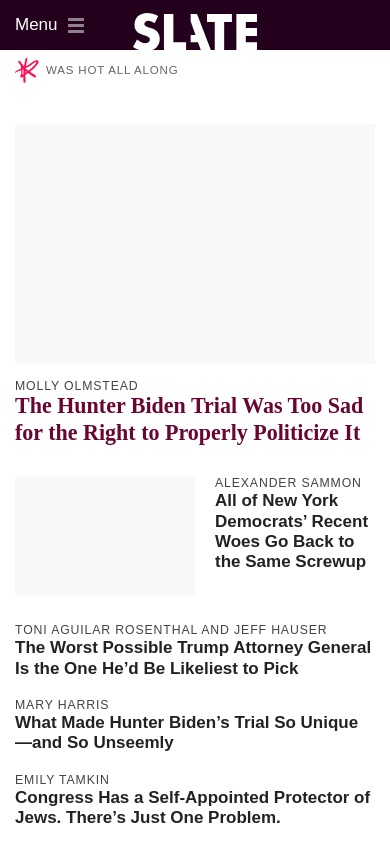 Menu
SLATE
WAS HOT ALL ALONG
MOLLY OLMSTEAD
The Hunter Biden Trial Was Too Sad
for the Right to Properly Politicize It
ALEXANDER SAMMON
All of New York
Democrats’ Recent
Woes Go Back to
the Same Screwup
TONI AGUILAR ROSENTHAL AND JEFF HAUSER
The Worst Possible Trump Attorney General
Is the One He’d Be Likeliest to Pick
MARY HARRIS
What Made Hunter Biden’s Trial So Unique
—and So Unseemly
EMILY TAMKIN
Congress Has a Self-Appointed Protector of
Jews. There’s Just One Problem.